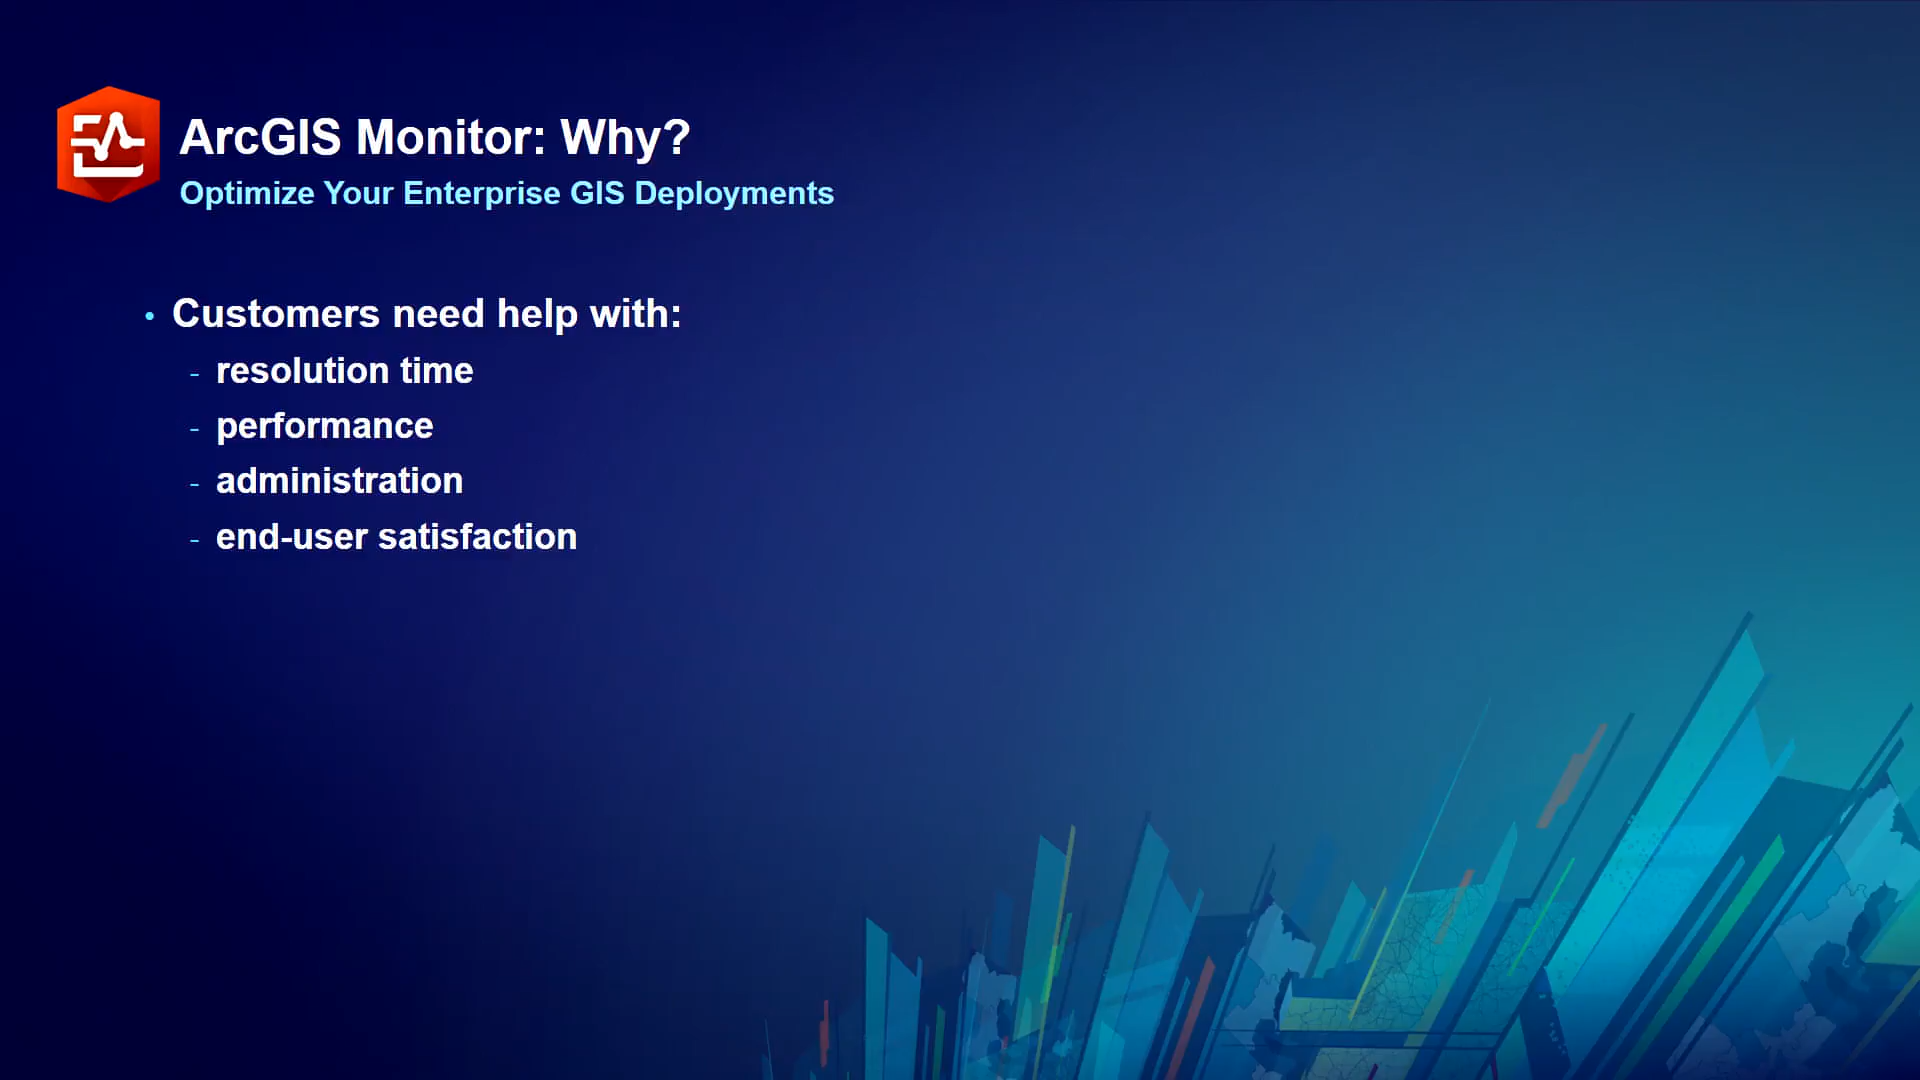 ArcGIS Monitor: Why?
Optimize Your Enterprise GIS Deployments
• Customers need help with:
- resolution time
- performance
- administration
- end-user satisfaction